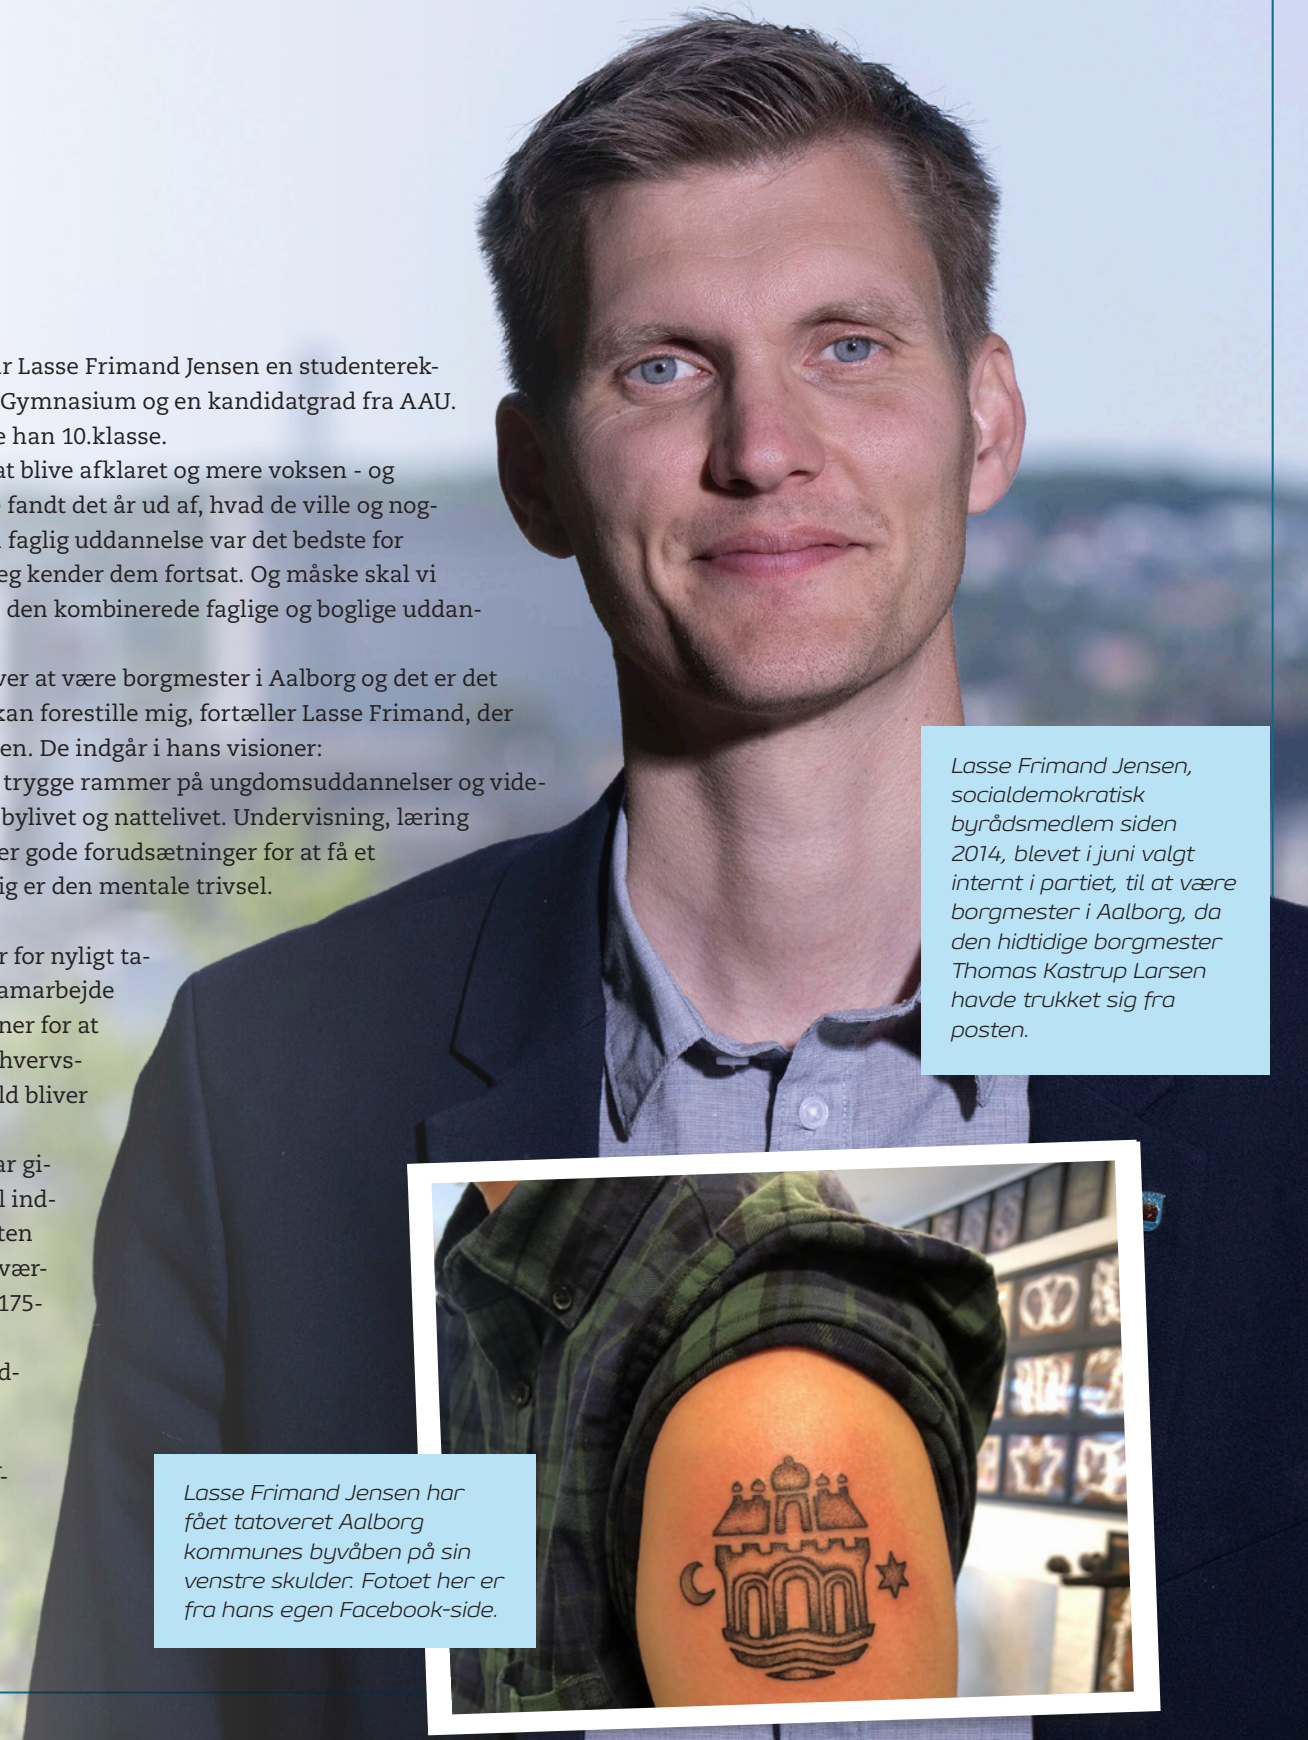 r Lasse Frimand Jensen en studenterek-
Gymnasium og en kandidatgrad fra AAU.
e han 10.klasse.
at blive afklaret og mere voksen - og
fandt det år ud af, hvad de ville og nog-
faglig uddannelse var det bedste for
eg kender dem fortsat. Og måske skal vi
den kombinerede faglige og boglige uddan-
ver at være borgmester i Aalborg og det er det
kan forestille mig, fortæller Lasse Frimand, der
en. De indgår i hans visioner:
trygge rammer på ungdomsuddannelser og vide-
bylivet og nattelivet. Undervisning, læring
er gode forudsætninger for at få et
ig er den mentale trivsel.
r for nyligt ta-
amarbejde
ner for at
hvervs-
ld bliver
ar gi-
l ind-
ten
vær-
175-
d-
Lasse Frimand Jensen,
socialdemokratisk
byrådsmedlem siden
2014, blevet i juni valgt
internt i partiet, til at være
borgmester i Aalborg, da
den hidtidige borgmester
Thomas Kastrup Larsen
havde trukket sig fra
posten.
Lasse Frimand Jensen har
fået tatoveret Aalborg
kommunes byvåben på sin
venstre skulder. Fotoet her er
fra hans egen Facebook-side.